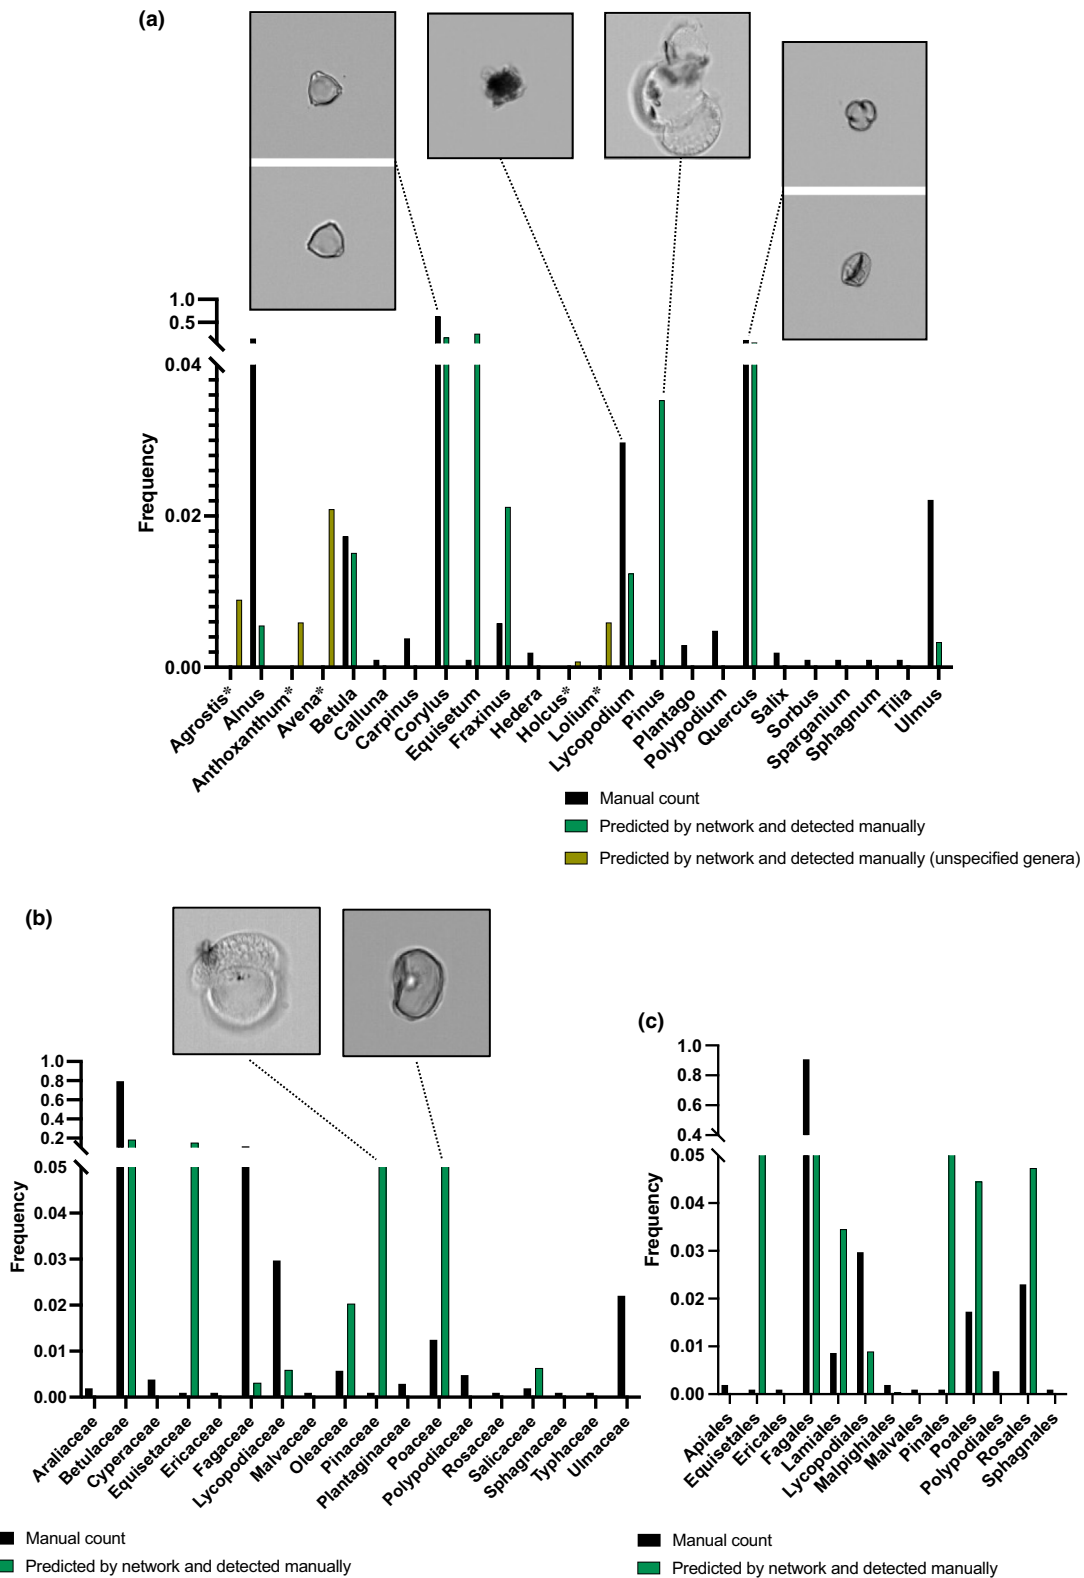 (a)
1.0
0.5
0.04
0.02
0.00
Frequency
Agrostis*
Alnus
Anthoxanthum*
Avena*
Betula
Calluna
Carpinus
Corylus
Equisetum
Fraxinus
Hedera
Holcus*
Lolium*
Lycopodium
Pinus
Plantago
Polypodium
Quercus
Salix
Sorbus
Sparganium
Sphagnum
Tilia
Ulmus
Manual count
Predicted by network and detected manually
Predicted by network and detected manually (unspecified genera)
(b)
1.0
0.8
0.6
0.4
0.2
0.05
0.04
0.03
0.02
0.01
0.00
Frequency
Araliaceae
Betulaceae
Cyperaceae
Equisetaceae
Ericaceae
Fagaceae
Lycopodiaceae
Malvaceae
Oleaceae
Pinaceae
Plantaginaceae
Poaceae
Polypodiaceae
Rosaceae
Salicaceae
Sphagnaceae
Typhaceae
Ulmaceae
Manual count
Predicted by network and detected manually
(c)
1.0
0.8
0.6
0.4
0.05
0.04
0.03
0.02
0.01
0.00
Frequency
Apiales
Equisetales
Ericales
Fagales
Lamiales
Lycopodiales
Malpighiales
Malvales
Pinales
Poales
Polypodiales
Rosales
Sphagnales
Manual count
Predicted by network and detected manually